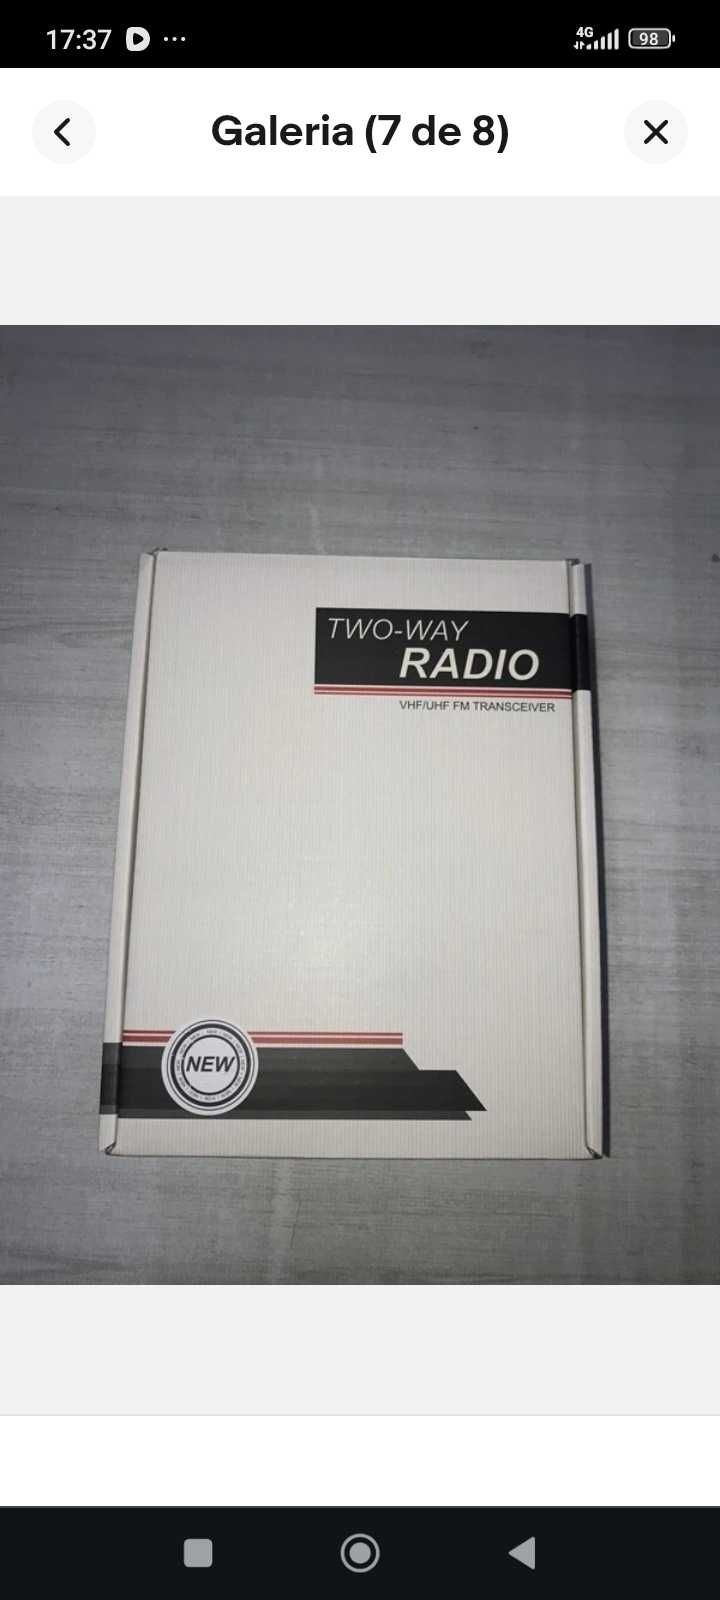 17:37
4G
98
Galeria (7 de 8)
TWO-WAY
RADIO
VHF/UHF FM TRANSCEIVER
NEW